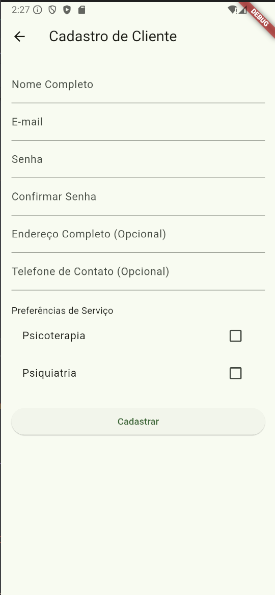 2:27
DEBUG
Cadastro de Cliente
Nome Completo
E-mail
Senha
Confirmar Senha
Endereço Completo (Opcional)
Telefone de Contato (Opcional)
Preferências de Serviço
Psicoterapia
Psiquiatria
Cadastrar